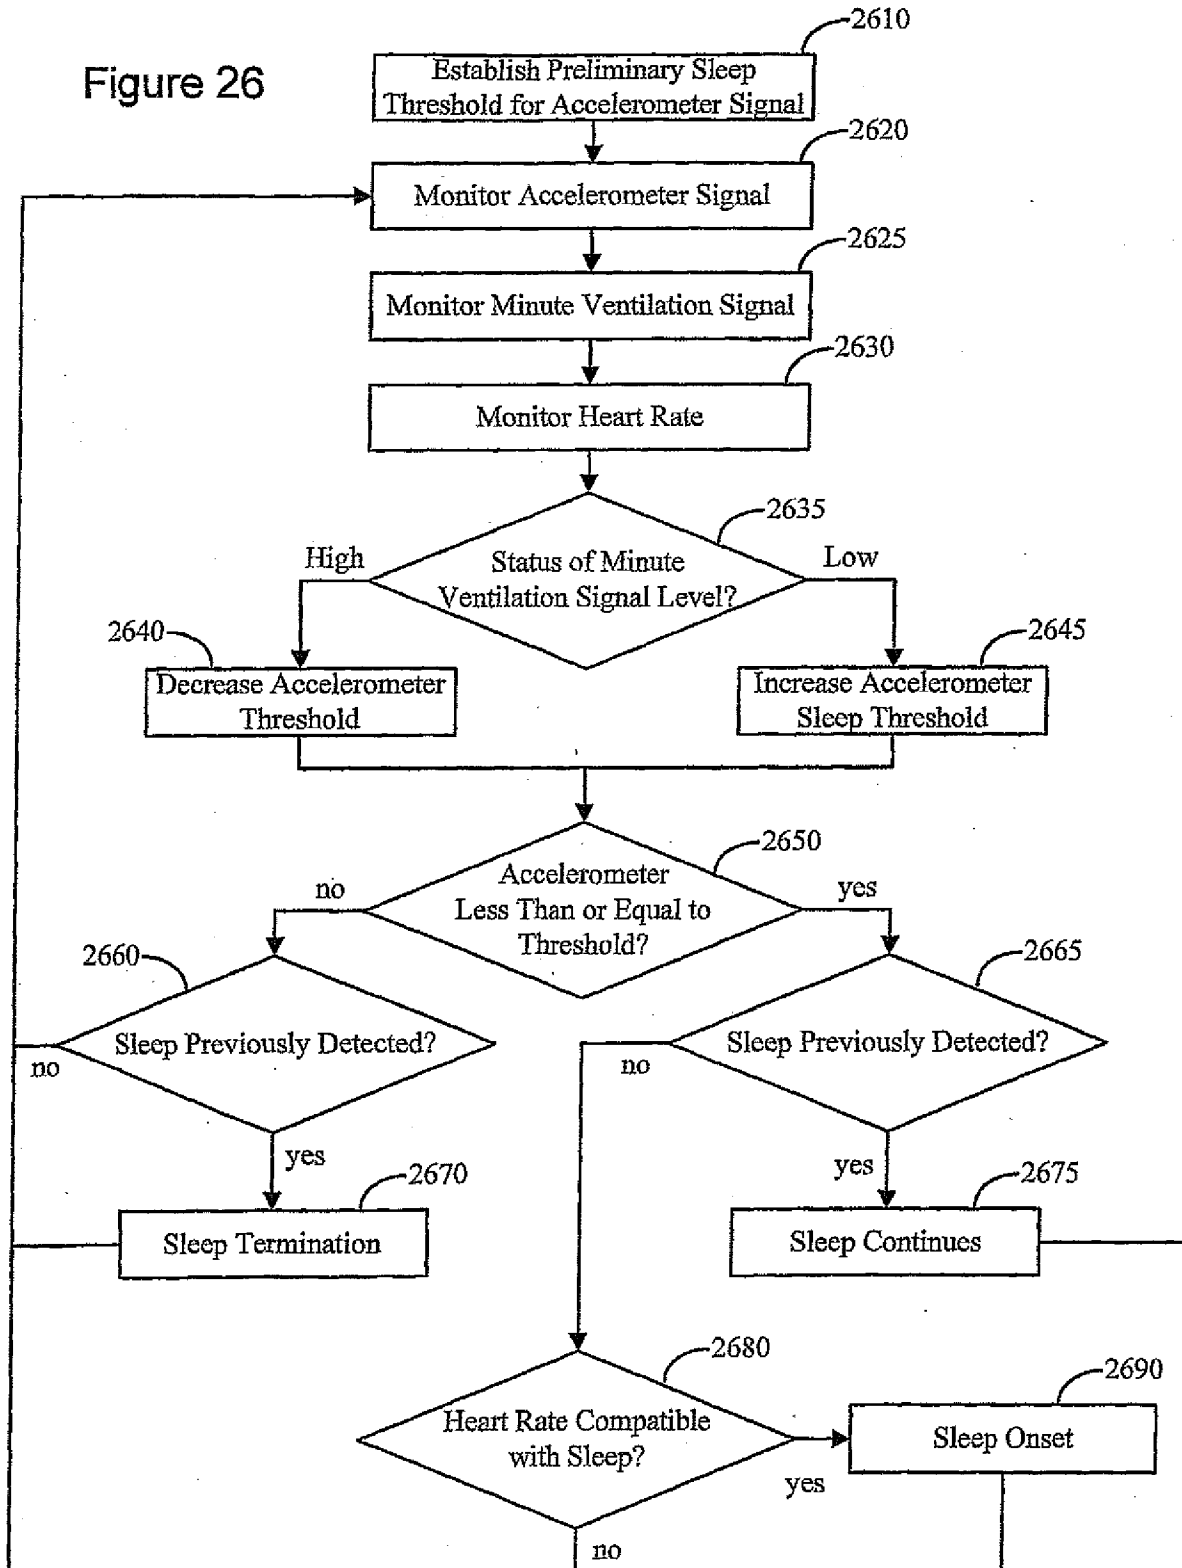 Figure 26
2610
Establish Preliminary Sleep
Threshold for Accelerometer Signal
2620
Monitor Accelerometer Signal
2625
Monitor Minute Ventilation Signal
2630
Monitor Heart Rate
2635
Status of Minute
Ventilation Signal Level?
High
Low
2640
Decrease Accelerometer
Threshold
2645
Increase Accelerometer
Sleep Threshold
2650
Accelerometer
Less Than or Equal to
Threshold?
no
yes
2660
Sleep Previously Detected?
no
yes
2665
Sleep Previously Detected?
no
yes
2670
Sleep Termination
2675
Sleep Continues
2680
Heart Rate Compatible
with Sleep?
yes
no
2690
Sleep Onset